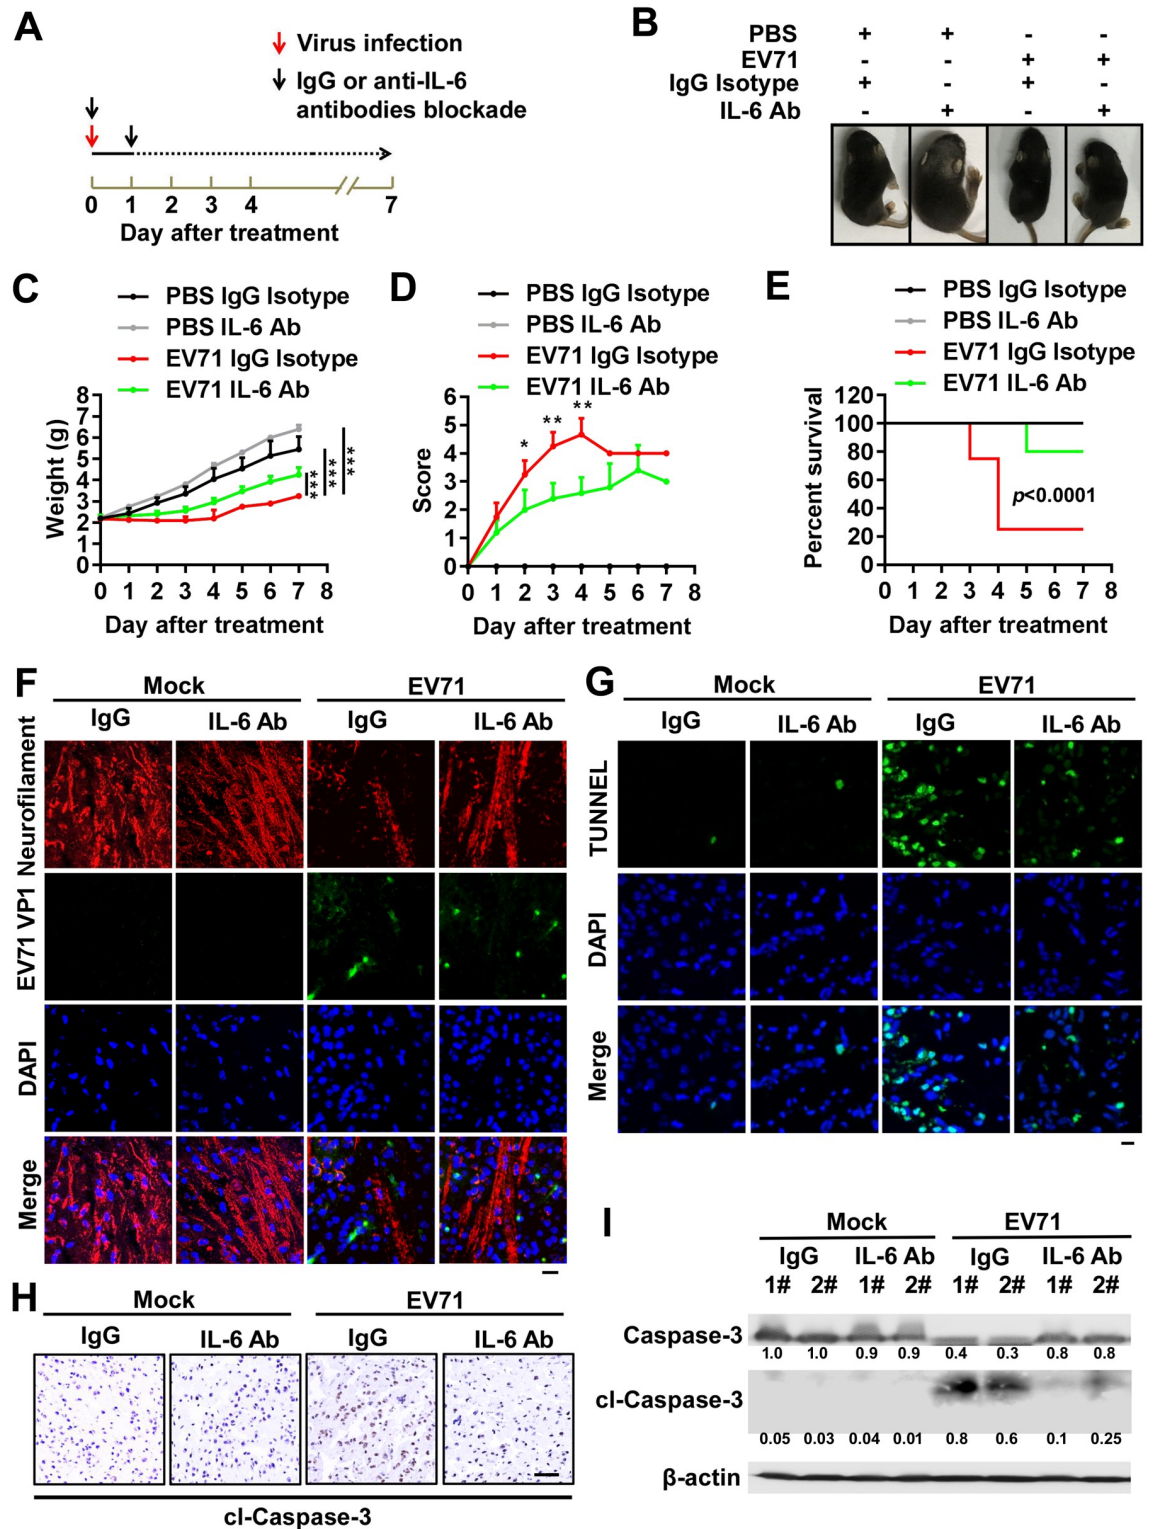 A
Virus infection
IgG or anti-IL-6
antibodies blockade
0 1 2 3 4 7
Day after treatment
B
PBS + + - -
EV71 - - + +
IgG Isotype + - + -
IL-6 Ab - + - +
C
PBS IgG Isotype
PBS IL-6 Ab
EV71 IgG Isotype
EV71 IL-6 Ab
Weight (g)
8
7
6
5
4
3
2
1
0
***
***
***
0 1 2 3 4 5 6 7 8
Day after treatment
D
PBS IgG Isotype
PBS IL-6 Ab
EV71 IgG Isotype
EV71 IL-6 Ab
Score
6
5
4
3
2
1
0
* ** **
0 1 2 3 4 5 6 7 8
Day after treatment
E
PBS IgG Isotype
PBS IL-6 Ab
EV71 IgG Isotype
EV71 IL-6 Ab
Percent survival
120
100
80
60
40
20
0
p<0.0001
0 1 2 3 4 5 6 7 8
Day after treatment
F
Mock EV71
IgG IL-6 Ab IgG IL-6 Ab
Neurofilament
EV71 VP1
DAPI
Merge
G
Mock EV71
IgG IL-6 Ab IgG IL-6 Ab
TUNNEL
DAPI
Merge
H
Mock EV71
IgG IL-6 Ab IgG IL-6 Ab
cl-Caspase-3
I
Mock EV71
IgG IL-6 Ab IgG IL-6 Ab
1# 2# 1# 2# 1# 2# 1# 2#
Caspase-3
1.0 1.0 0.9 0.9 0.4 0.3 0.8 0.8
cl-Caspase-3
0.05 0.03 0.04 0.01 0.8 0.6 0.1 0.25
β-actin